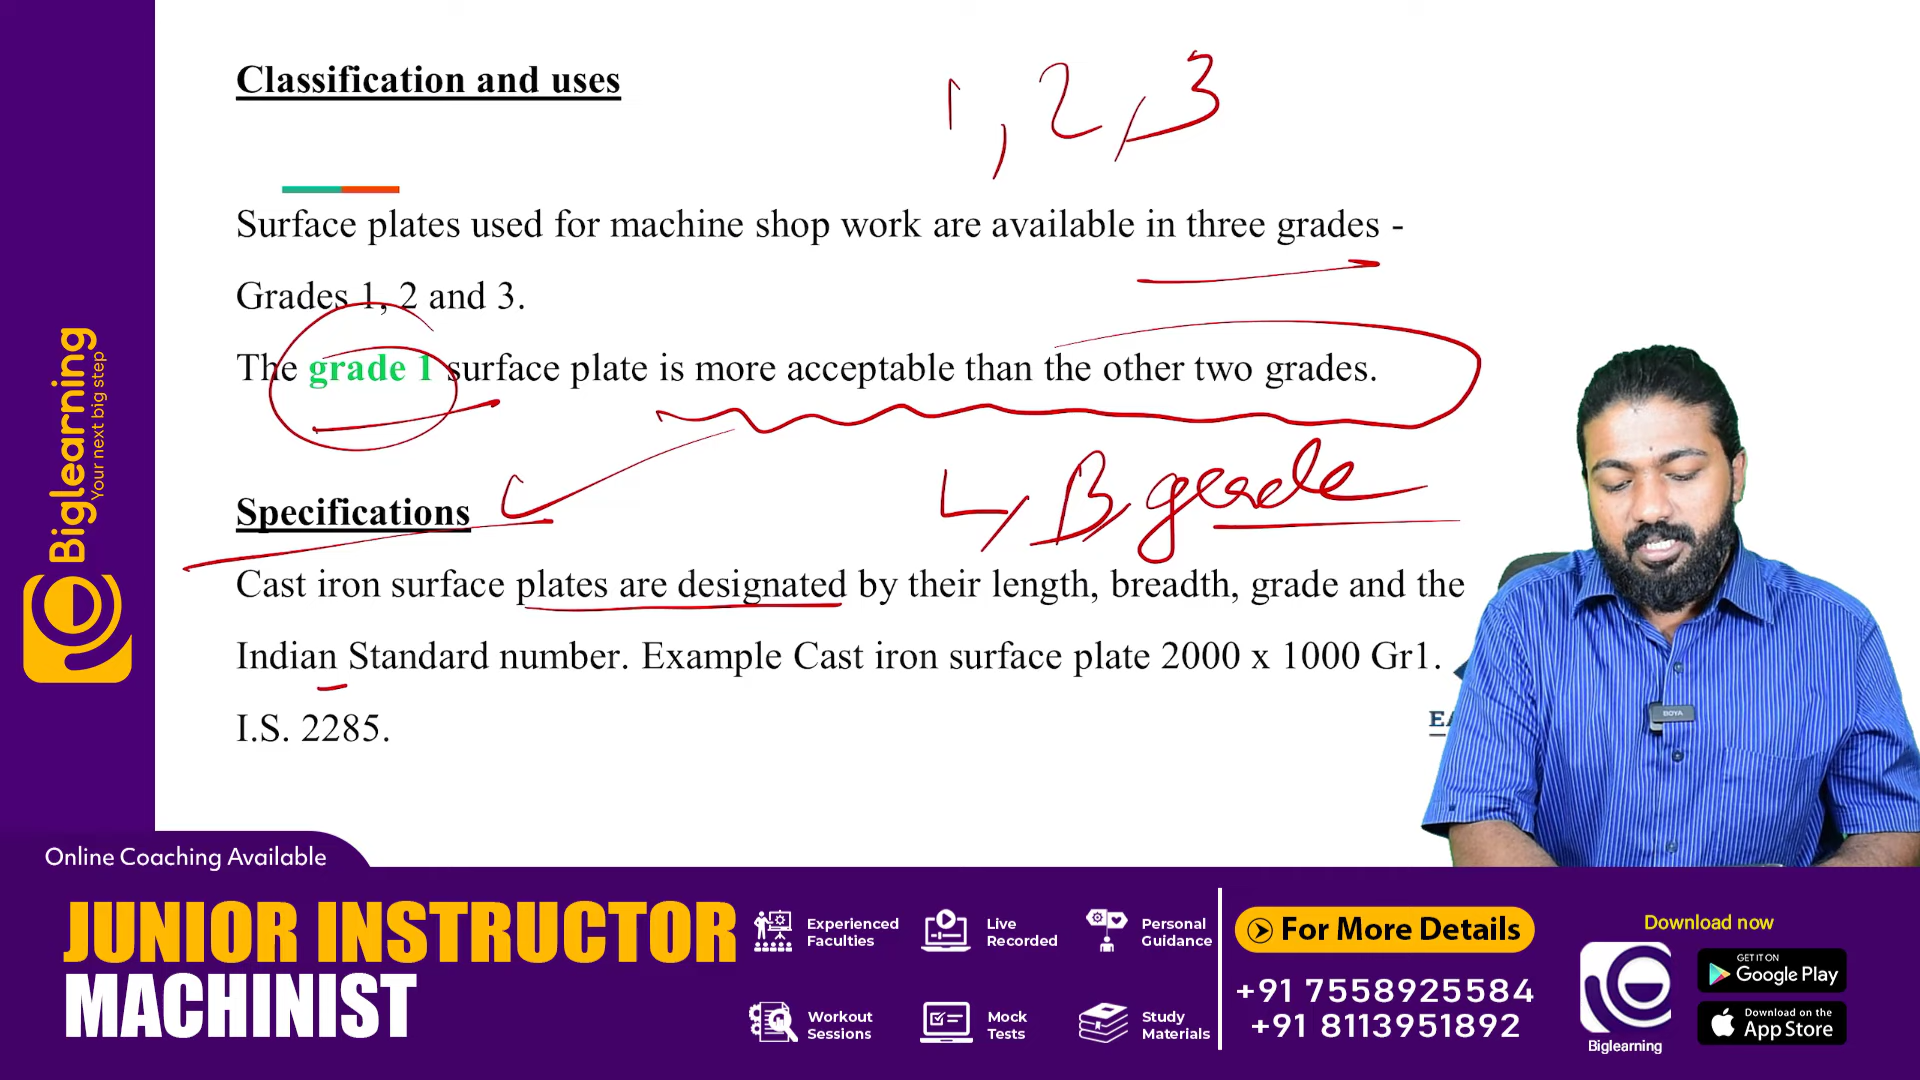 Classification and uses
1, 2, 3
Surface plates used for machine shop work are available in three grades -
Grades 1, 2 and 3.
The grade 1 surface plate is more acceptable than the other two grades.
L, B, grade
Specifications
Cast iron surface plates are designated by their length, breadth, grade and the
Indian Standard number. Example Cast iron surface plate 2000 x 1000 Gr1.
I.S. 2285.
Biglearning
Your next big step
BOYA
Online Coaching Available
JUNIOR INSTRUCTOR
MACHINIST
Experienced
Faculties
Live
Recorded
Personal
Guidance
Workout
Sessions
Mock
Tests
Study
Materials
For More Details
+91 7558925584
+91 8113951892
Download now
Biglearning
GET IT ON
Google Play
Download on the
App Store